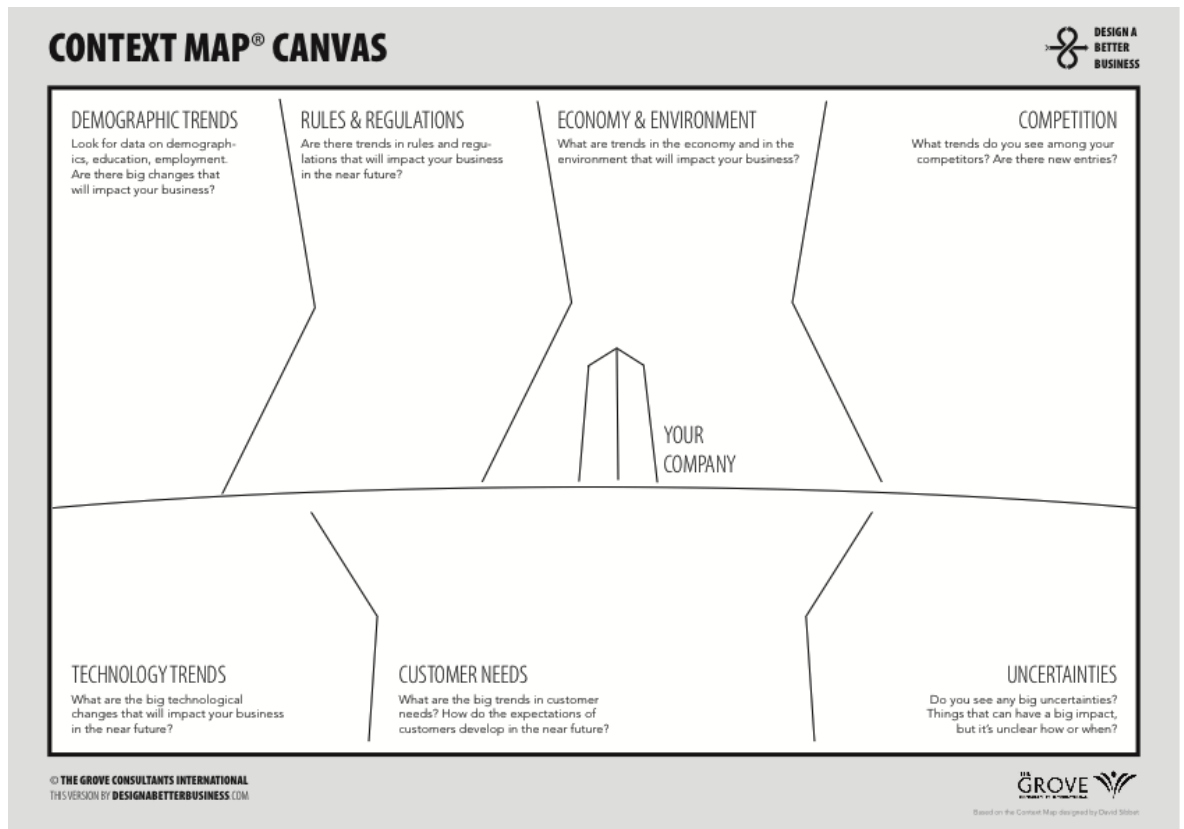 CONTEXT MAP® CANVAS
DESIGN A
BETTER
BUSINESS
DEMOGRAPHIC TRENDS
Look for data on demograph-
ics, education, employment.
Are there big changes that
will impact your business?
RULES & REGULATIONS
Are there trends in rules and regu-
lations that will impact your business
in the near future?
ECONOMY & ENVIRONMENT
What are trends in the economy and in the
environment that will impact your business?
COMPETITION
What trends do you see among your
competitors? Are there new entries?
YOUR
COMPANY
TECHNOLOGY TRENDS
What are the big technological
changes that will impact your business
in the near future?
CUSTOMER NEEDS
What are the big trends in customer
needs? How do the expectations of
customers develop in the near future?
UNCERTAINTIES
Do you see any big uncertainties?
Things that can have a big impact,
but it's unclear how or when?
© THE GROVE CONSULTANTS INTERNATIONAL
THIS VERSION BY DESIGNABETTERBUSINESS.COM
THE
GROVE
Based on the Context Map designed by David Sibbet